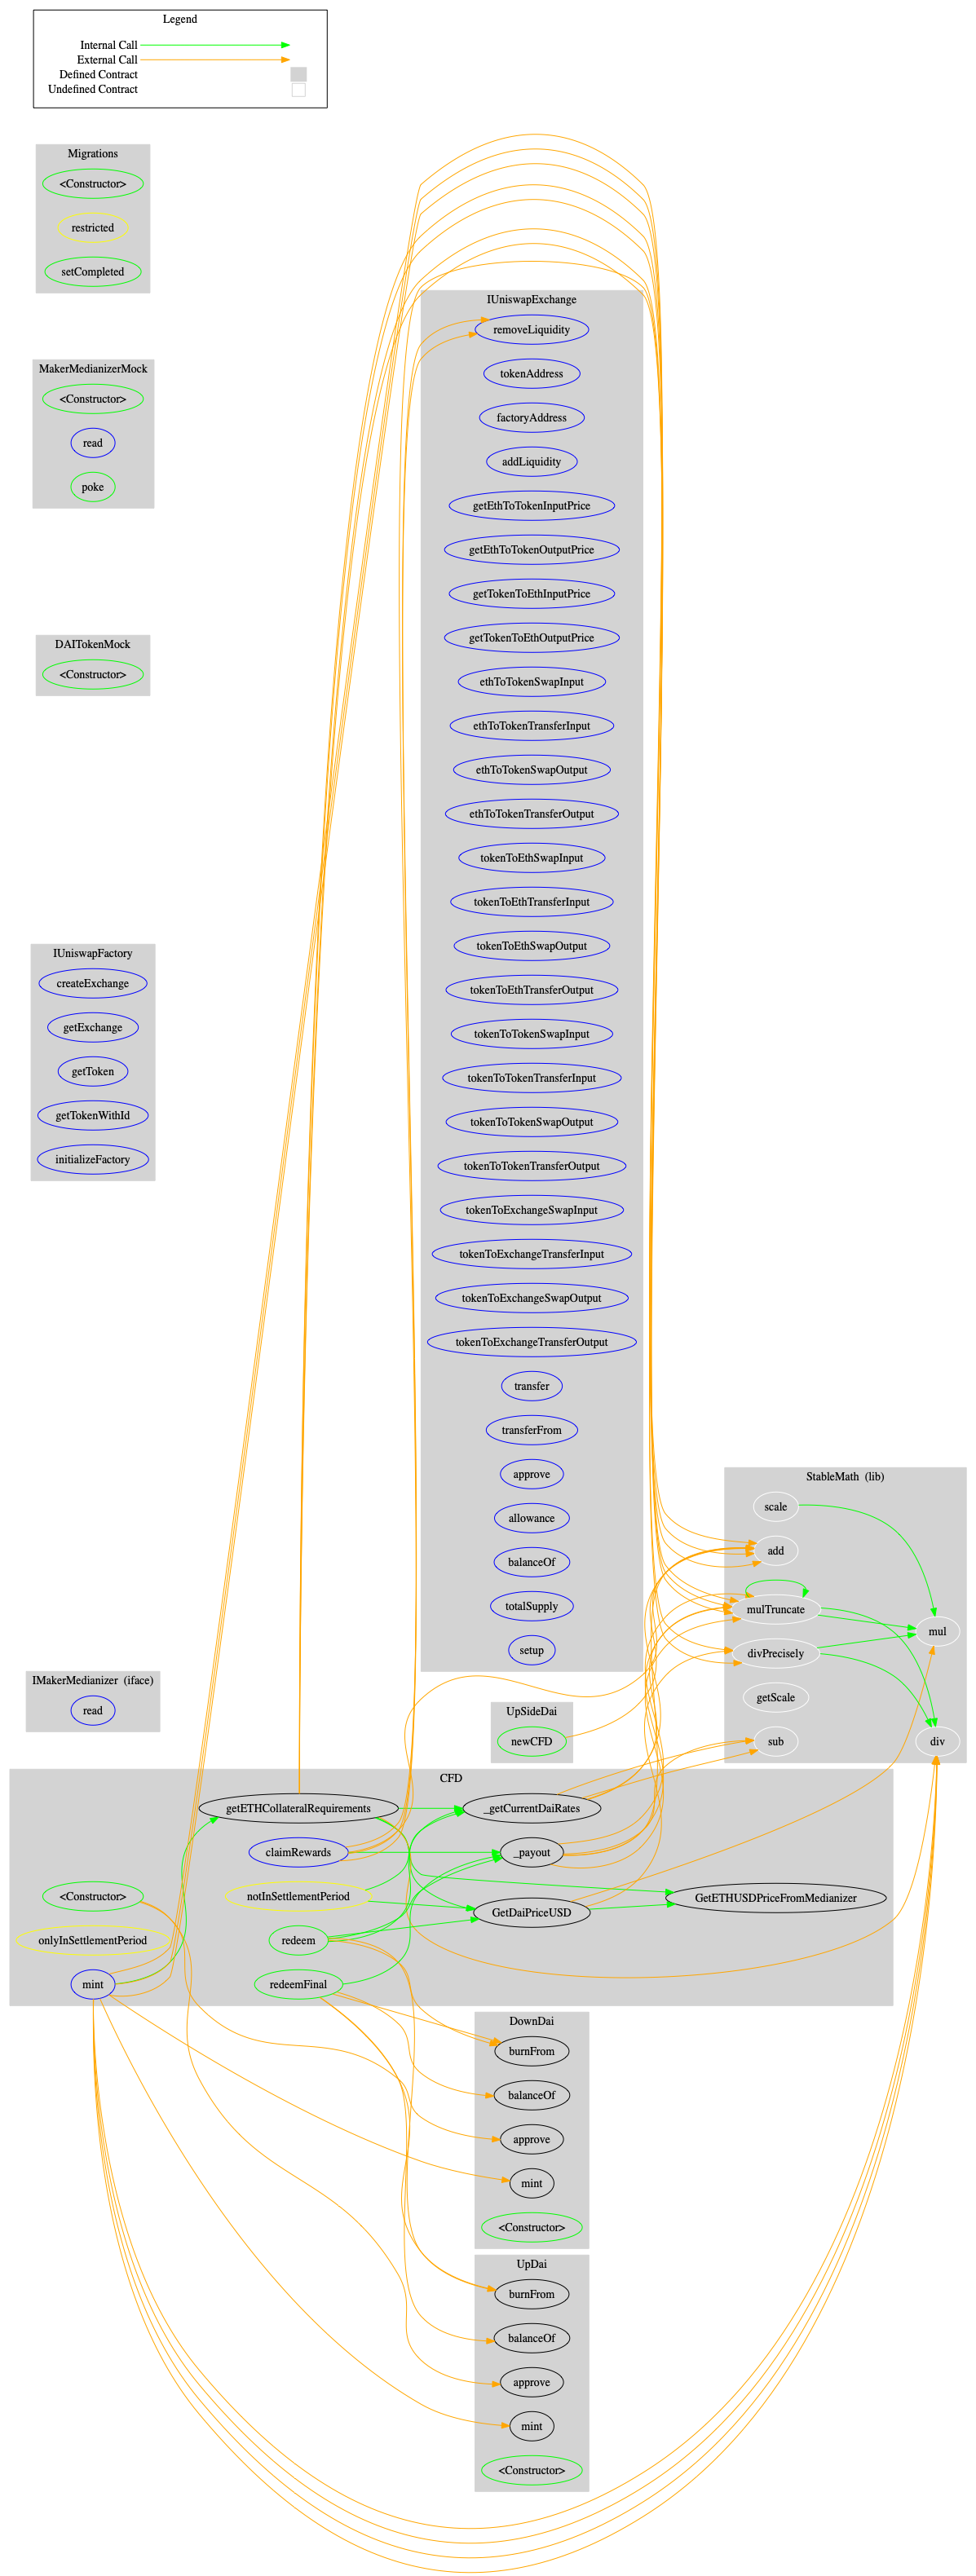 Legend
Internal Call
External Call
Defined Contract
Undefined Contract
Migrations
<Constructor>
restricted
setCompleted
MakerMedianizerMock
<Constructor>
read
poke
DAITokenMock
<Constructor>
IUniswapFactory
createExchange
getExchange
getToken
getTokenWithId
initializeFactory
IMakerMedianizer (iface)
read
IUniswapExchange
removeLiquidity
tokenAddress
factoryAddress
addLiquidity
getEthToTokenInputPrice
getEthToTokenOutputPrice
getTokenToEthInputPrice
getTokenToEthOutputPrice
ethToTokenSwapInput
ethToTokenTransferInput
ethToTokenSwapOutput
ethToTokenTransferOutput
tokenToEthSwapInput
tokenToEthTransferInput
tokenToEthSwapOutput
tokenToEthTransferOutput
tokenToTokenSwapInput
tokenToTokenTransferInput
tokenToTokenSwapOutput
tokenToTokenTransferOutput
tokenToExchangeSwapInput
tokenToExchangeTransferInput
tokenToExchangeSwapOutput
tokenToExchangeTransferOutput
transfer
transferFrom
approve
allowance
balanceOf
totalSupply
setup
StableMath (lib)
scale
add
mulTruncate
mul
divPrecisely
getScale
sub
div
UpSideDai
newCFD
CFD
getETHCollateralRequirements
_getCurrentDaiRates
claimRewards
_payout
<Constructor>
notInSettlementPeriod
GetDaiPriceUSD
GetETHUSDPriceFromMedianizer
onlyInSettlementPeriod
redeem
mint
redeemFinal
DownDai
burnFrom
balanceOf
approve
mint
<Constructor>
UpDai
burnFrom
balanceOf
approve
mint
<Constructor>